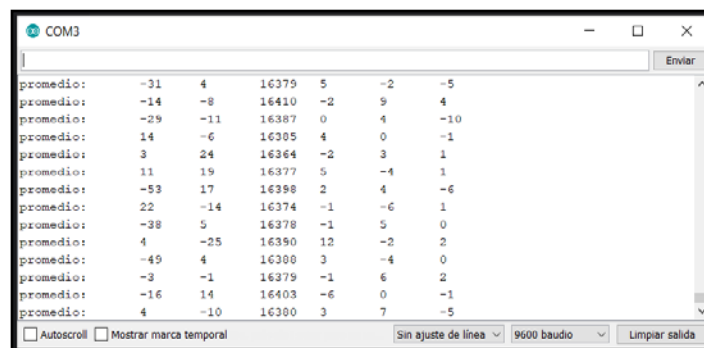 COM3
Enviar
promedio: -31 4 16379 5 -2 -5
promedio: -14 -8 16410 -2 9 4
promedio: -29 -11 16387 0 4 -10
promedio: 14 -6 16385 4 0 -1
promedio: 3 24 16364 -2 3 1
promedio: 11 19 16377 5 -4 1
promedio: -53 17 16398 2 4 -6
promedio: 22 -14 16374 -1 -6 1
promedio: -38 5 16378 -1 5 0
promedio: 4 -25 16390 12 -2 2
promedio: -49 4 16388 3 -4 0
promedio: -3 -1 16379 -1 6 2
promedio: -16 14 16403 -6 0 -1
promedio: 4 -10 16380 3 7 -5
Autoscroll Mostrar marca temporal Sin ajuste de línea 9600 baudio Limpiar salida